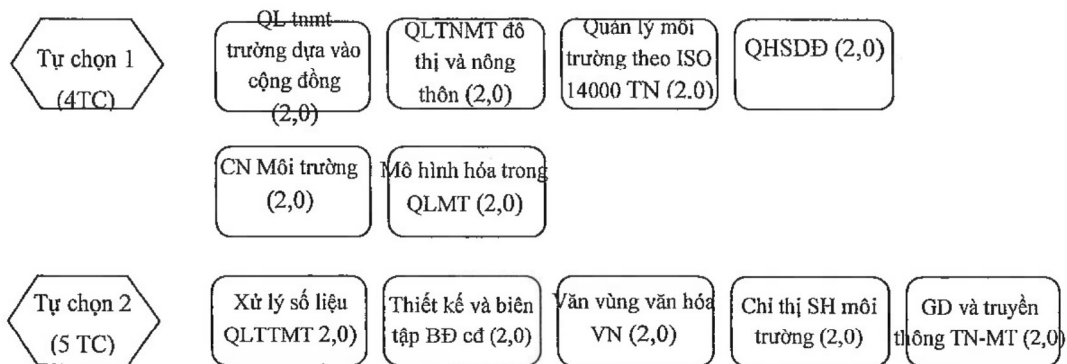 Tự chọn 1
(4TC)
QL tnmt
trường dựa vào
cộng đồng
(2,0)
QLTNMT đô
thị và nông
thôn (2,0)
Quản lý môi
trường theo ISO
14000 TN (2.0)
QHSDĐ (2,0)
CN Môi trường
(2,0)
Mô hình hóa trong
QLMT (2,0)
Tự chọn 2
(5 TC)
Xử lý số liệu
QLTTMT 2,0)
Thiết kế và biên
tập BĐ cđ (2,0)
Văn vùng văn hóa
VN (2,0)
Chỉ thị SH môi
trường (2,0)
GD và truyền
thông TN-MT (2,0)